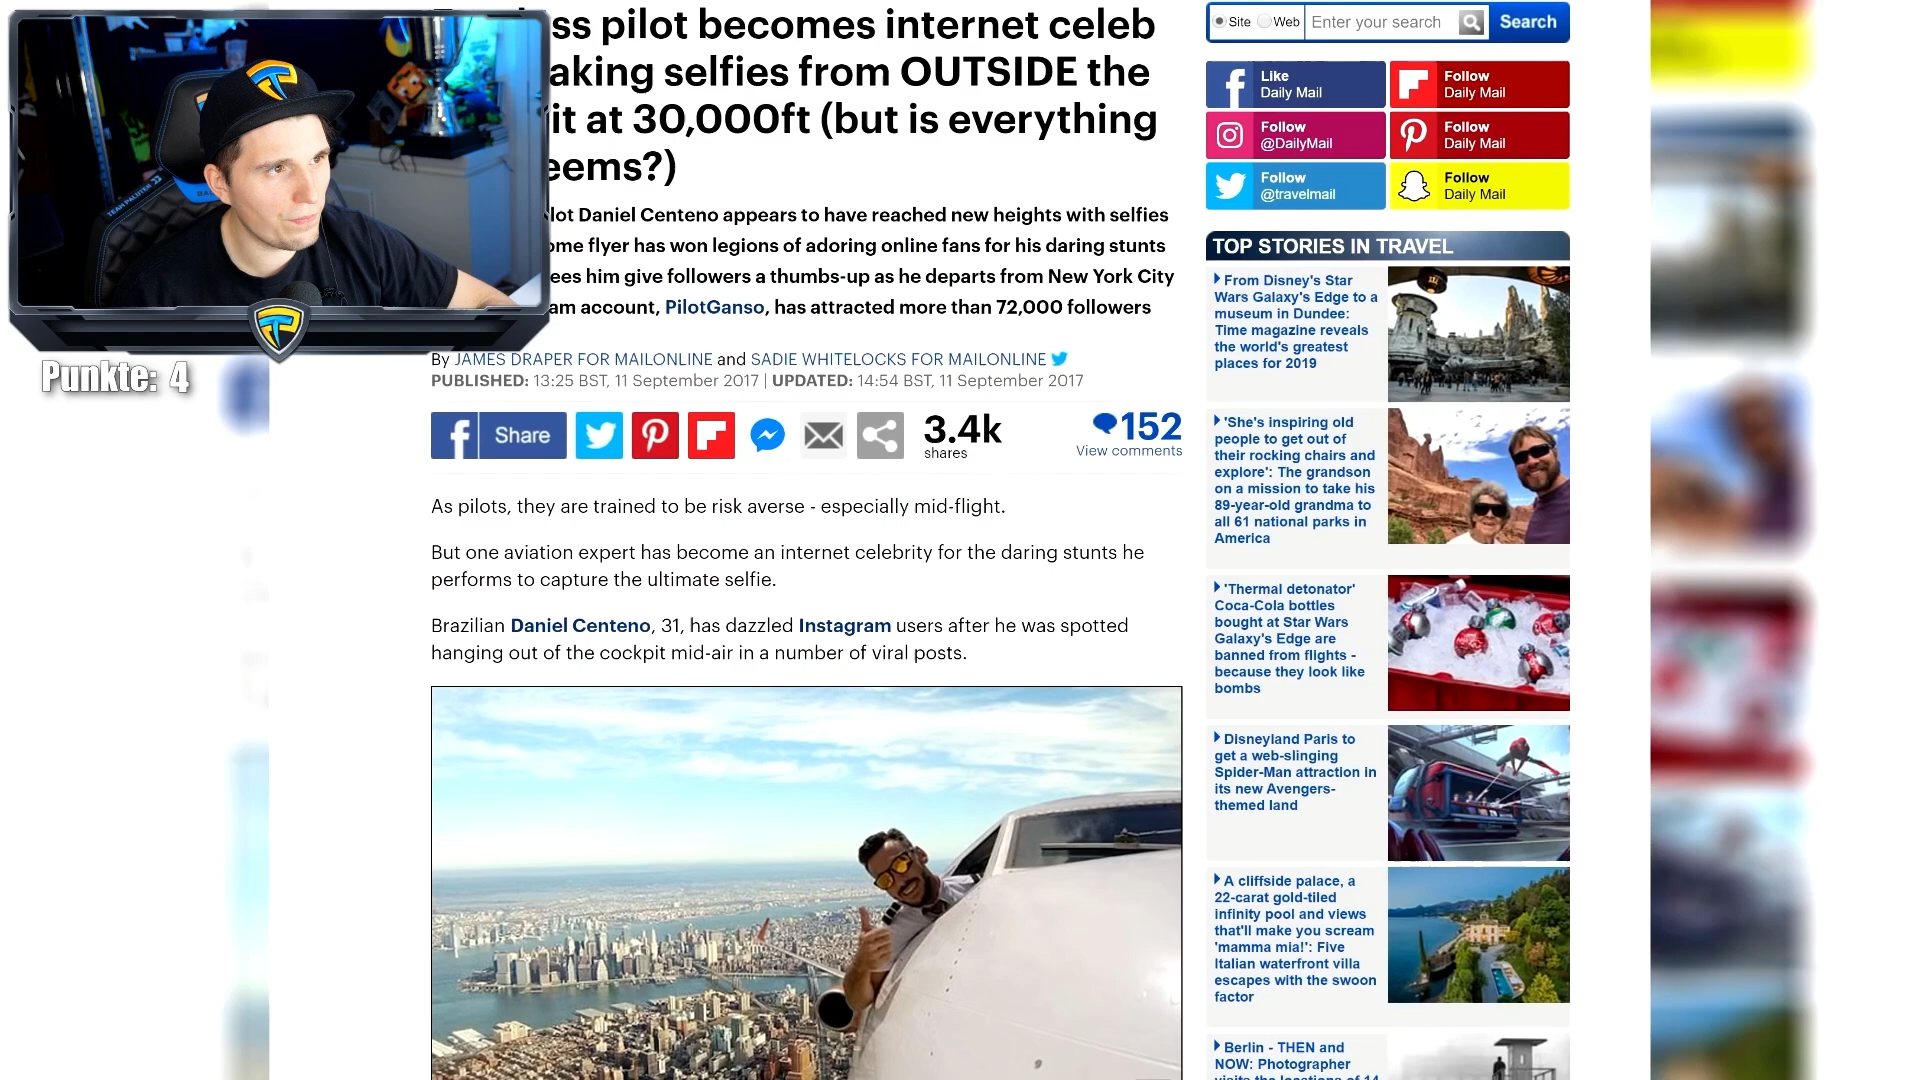 ss pilot becomes internet celeb
aking selfies from OUTSIDE the
it at 30,000ft (but is everything
eems?)
lot Daniel Centeno appears to have reached new heights with selfies
ome flyer has won legions of adoring online fans for his daring stunts
ees him give followers a thumbs-up as he departs from New York City
am account, PilotGanso, has attracted more than 72,000 followers
TEAM PALUTEN
Punkte: 4
By JAMES DRAPER FOR MAILONLINE and SADIE WHITELOCKS FOR MAILONLINE
PUBLISHED: 13:25 BST, 11 September 2017 | UPDATED: 14:54 BST, 11 September 2017
Share
3.4k
shares
152
View comments
As pilots, they are trained to be risk averse - especially mid-flight.
But one aviation expert has become an internet celebrity for the daring stunts he
performs to capture the ultimate selfie.
Brazilian Daniel Centeno, 31, has dazzled Instagram users after he was spotted
hanging out of the cockpit mid-air in a number of viral posts.
Site Web Enter your search Search
Like
Daily Mail
Follow
Daily Mail
Follow
@DailyMail
Follow
Daily Mail
Follow
@travelmail
Follow
Daily Mail
TOP STORIES IN TRAVEL
From Disney's Star
Wars Galaxy's Edge to a
museum in Dundee:
Time magazine reveals
the world's greatest
places for 2019
'She's inspiring old
people to get out of
their rocking chairs and
explore': The grandson
on a mission to take his
89-year-old grandma to
all 61 national parks in
America
'Thermal detonator'
Coca-Cola bottles
bought at Star Wars
Galaxy's Edge are
banned from flights -
because they look like
bombs
Disneyland Paris to
get a web-slinging
Spider-Man attraction in
its new Avengers-
themed land
A cliffside palace, a
22-carat gold-tiled
infinity pool and views
that'll make you scream
'mamma mia!': Five
Italian waterfront villa
escapes with the swoon
factor
Berlin - THEN and
NOW: Photographer
visits the locations of 14